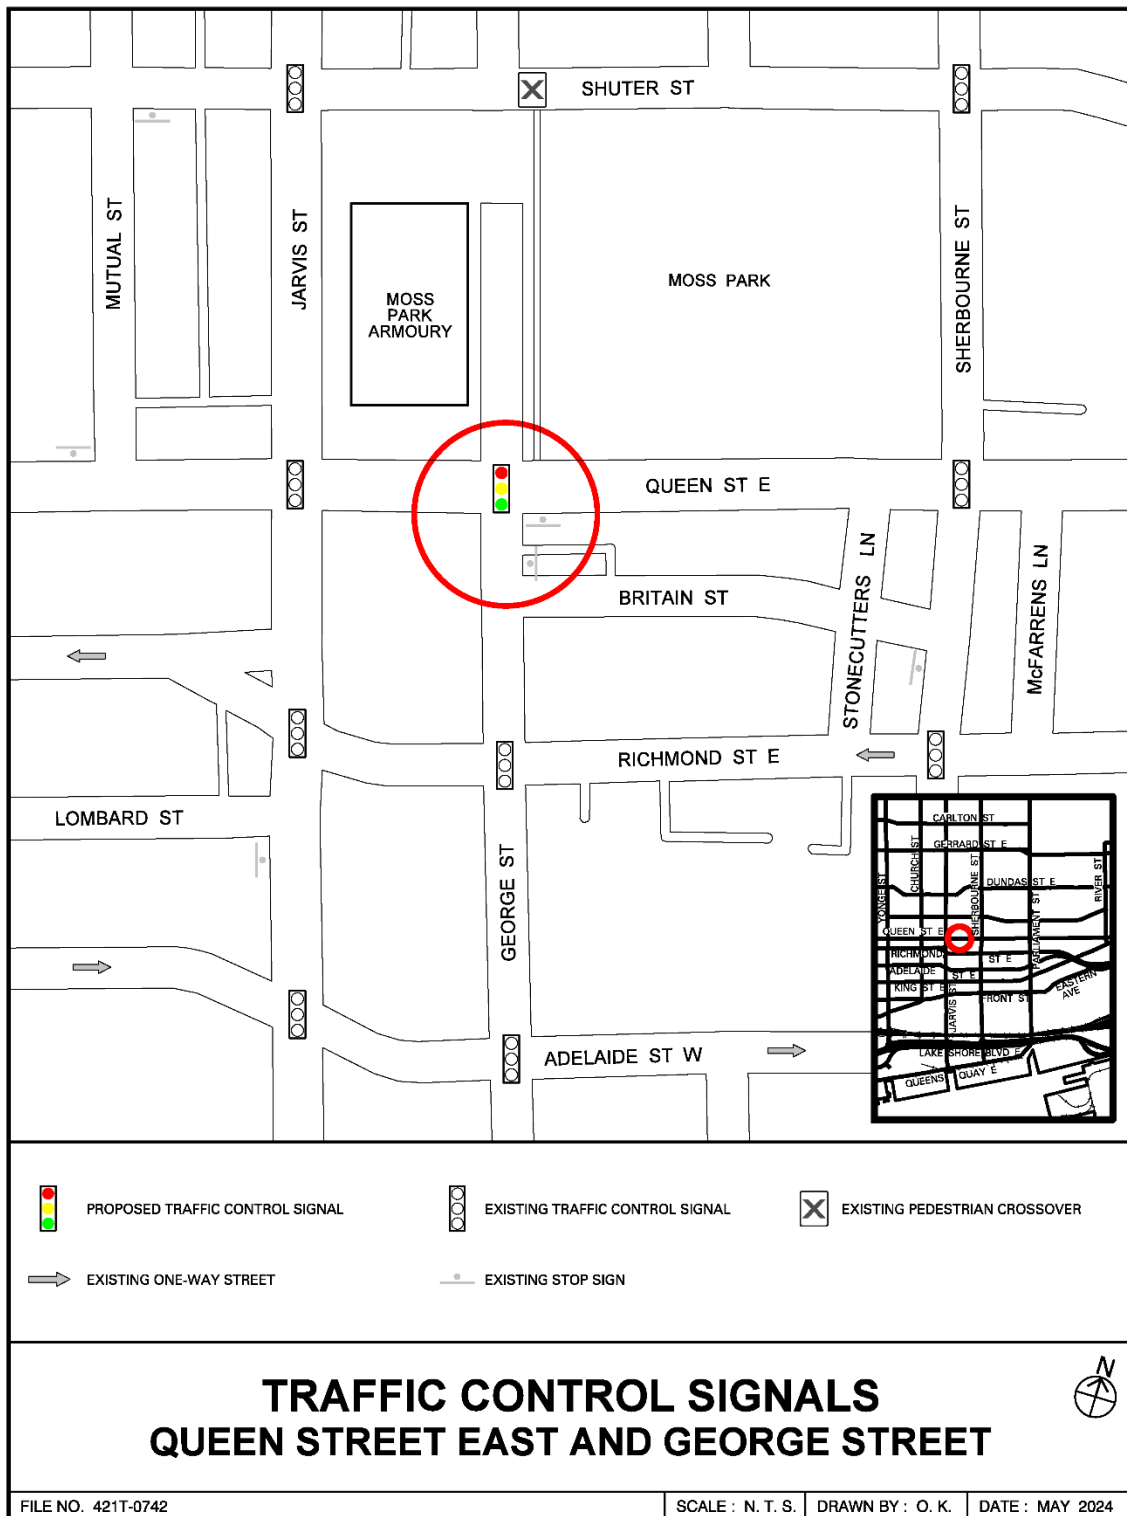 SHUTER ST
MUTUAL ST
JARVIS ST
SHERBOURNE ST
MOSS PARK
MOSS
PARK
ARMOURY
QUEEN ST E
BRITAIN ST
STONECUTTERS LN
McFARRENS LN
RICHMOND ST E
LOMBARD ST
GEORGE ST
ADELAIDE ST W
CARLTON ST
GERRARD ST E
CHURCH ST
SHERBOURNE ST
DUNDAS ST E
RIVER ST
YONGE ST
PARLIAMENT ST
QUEEN ST E
RICHMOND
ST E
ADELAIDE
ST E
KING ST E
JARVIS ST
FRONT ST
EASTERN
AVE
LAKE SHORE BLVD E
QUEENS QUAY E
PROPOSED TRAFFIC CONTROL SIGNAL
EXISTING TRAFFIC CONTROL SIGNAL
EXISTING PEDESTRIAN CROSSOVER
EXISTING ONE-WAY STREET
EXISTING STOP SIGN
TRAFFIC CONTROL SIGNALS
QUEEN STREET EAST AND GEORGE STREET
N
FILE NO. 421T-0742
SCALE : N. T. S.
DRAWN BY : O. K.
DATE : MAY 2024